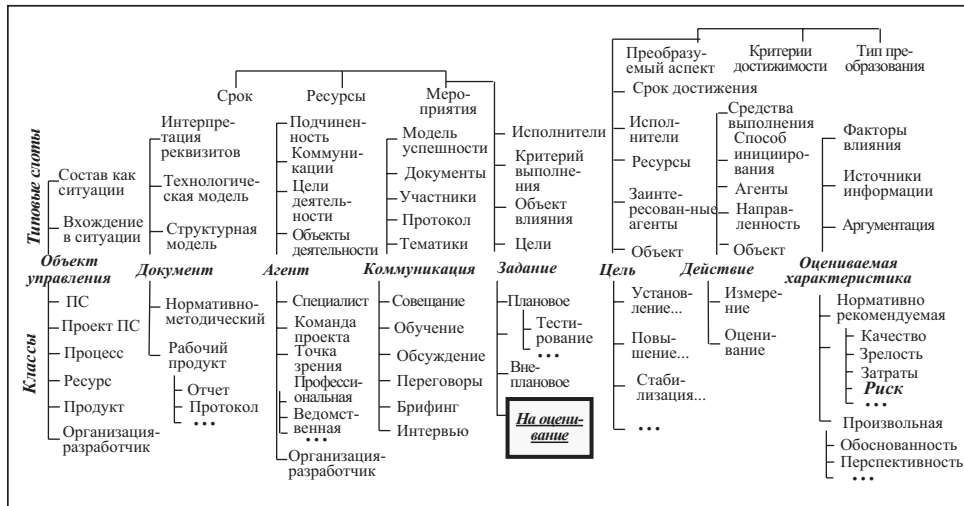 Преобразу-
емый аспект
Критерии
достижимости
Тип пре-
образования
Срок
Ресурсы
Меро-
приятия
Срок достижения
Типовые слоты
Состав как
ситуации
Вхождение
в ситуации
Интерпре-
тация
реквизитов
Технологиче-
ская модель
Структурная
модель
Подчинен-
ность
Коммуни-
кации
Цели
деятель-
ности
Объекты
деятельности
Модель
успешности
Документы
Участники
Протокол
Тематики
Исполнители
Критерий
выполне-
ния
Объект
влияния
Цели
Испол-
нители
Ресурсы
Заинте-
ресован-ные
агенты
Объект
Средства
выполнения
Способ
иницииро-
вания
Агенты
Направ-
ленность
Объект
Факторы
влияния
Источники
информации
Аргументация
Объект
управления
Документ
Агент
Коммуникация
Задание
Цель
Действие
Оцениваемая
характеристика
Классы
ПС
Проект ПС
Процесс
Ресурс
Продукт
Организация-
разработчик
Нормативно-
методический
Рабочий
продукт
Отчет
Протокол
•••
Специалист
Команда
проекта
Точка
зрения
Професси-
ональная
Ведомст-
венная
•••
Организация-
разработчик
Совещание
Обучение
Обсуждение
Переговоры
Брифинг
Интервью
Плановое
Тести-
рование
•••
Вне-
плановое
На оцени-
вание
Установ-
ление...
Повы-
шение...
Стаби-
лизация...
•••
Измере-
ние
Оцени-
вание
Нормативно
рекомендуемая
Качество
Зрелость
Затраты
Риск
•••
Произвольная
Обоснованность
Перспективность
•••